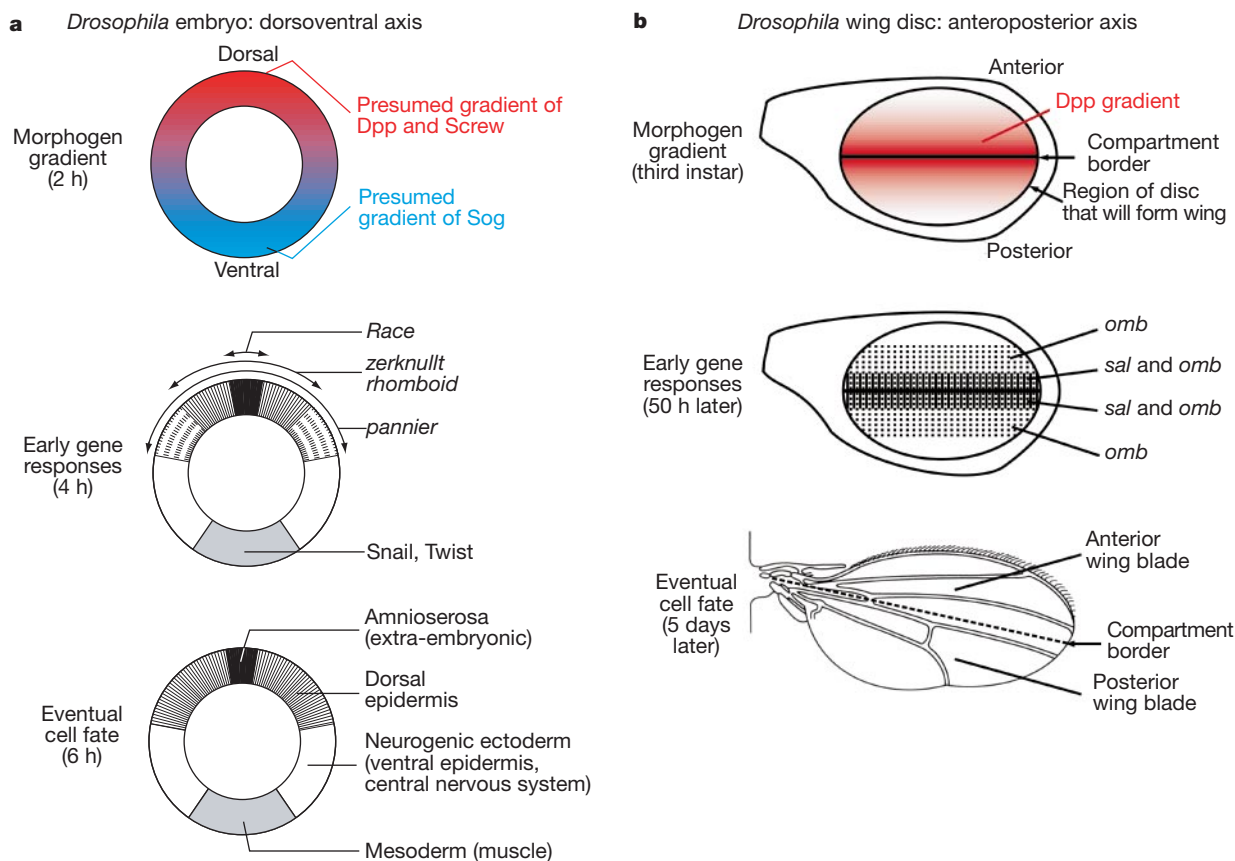 a
Drosophila embryo: dorsoventral axis
Dorsal
Presumed gradient of
Dpp and Screw
Morphogen
gradient
(2 h)
Presumed
gradient of Sog
Ventral
Race
zerknullt
rhomboid
pannier
Early gene
responses
(4 h)
Snail, Twist
Amnioserosa
(extra-embryonic)
Dorsal
epidermis
Eventual
cell fate
(6 h)
Neurogenic ectoderm
(ventral epidermis,
central nervous system)
Mesoderm (muscle)
b
Drosophila wing disc: anteroposterior axis
Anterior
Dpp gradient
Morphogen
gradient
(third instar)
Compartment
border
Region of disc
that will form wing
Posterior
omb
Early gene
responses
(50 h later)
sal and omb
sal and omb
omb
Anterior
wing blade
Eventual
cell fate
(5 days
later)
Compartment
border
Posterior
wing blade